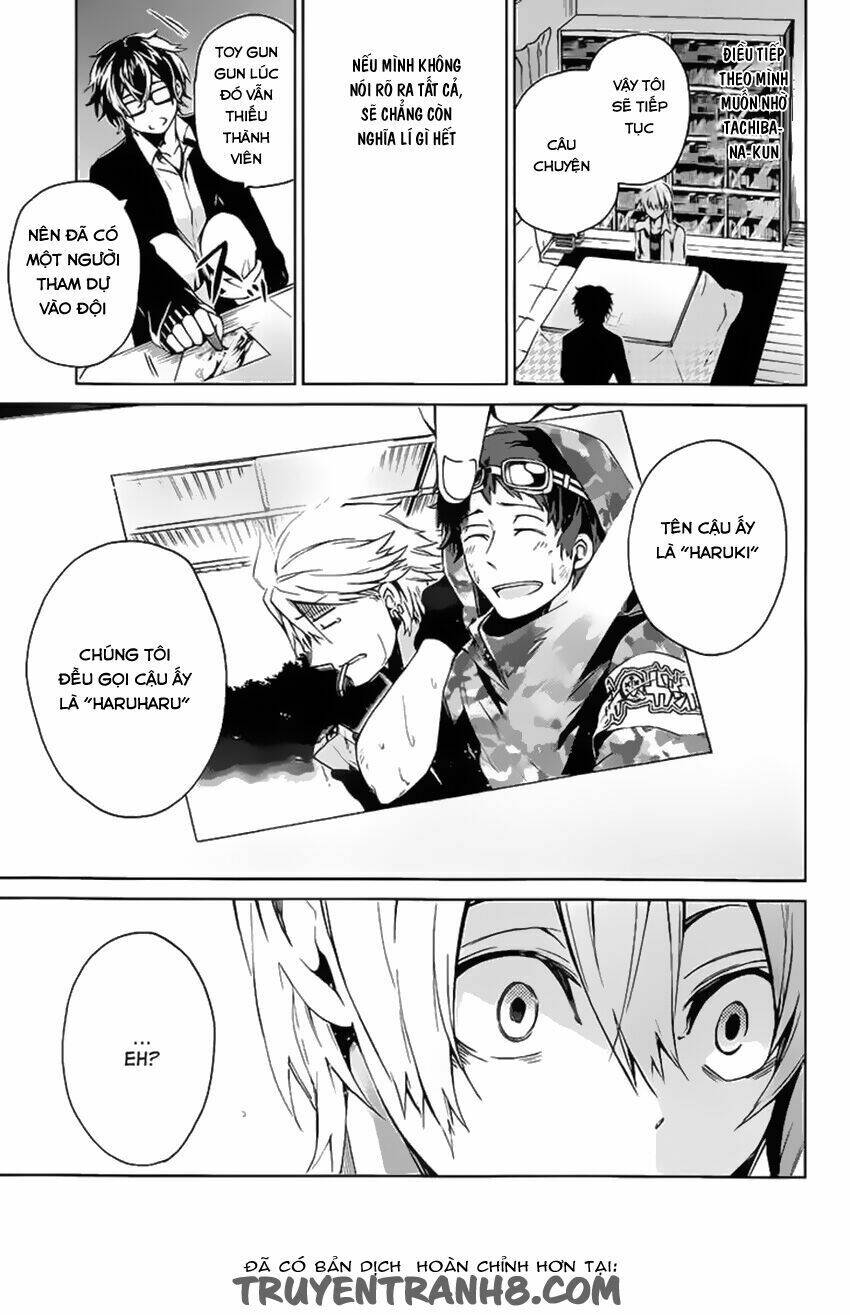 ĐIỀU TIẾP
THEO MÌNH
MUỐN NHỜ
TACHIBA-
NA-KUN
VẬY TÔI
SẼ TIẾP
TỤC
CÂU
CHUYỆN
NẾU MÌNH KHÔNG
NÓI RÕ RA TẤT CẢ,
SẼ CHẲNG CÒN
NGHĨA LÍ GÌ HẾT
TOY GUN
GUN LÚC
ĐÓ VẪN
THIẾU
THÀNH
VIÊN
NÊN ĐÃ CÓ
MỘT NGƯỜI
THAM DỰ
VÀO ĐỘI
TÊN CẬU ẤY
LÀ "HARUKI"
CHÚNG TÔI
ĐỀU GỌI CẬU ẤY
LÀ "HARUHARU"
...
EH?
ĐÃ CÓ BẢN DỊCH HOÀN CHỈNH HƠN TẠI:
TRUYENTRANH8.COM